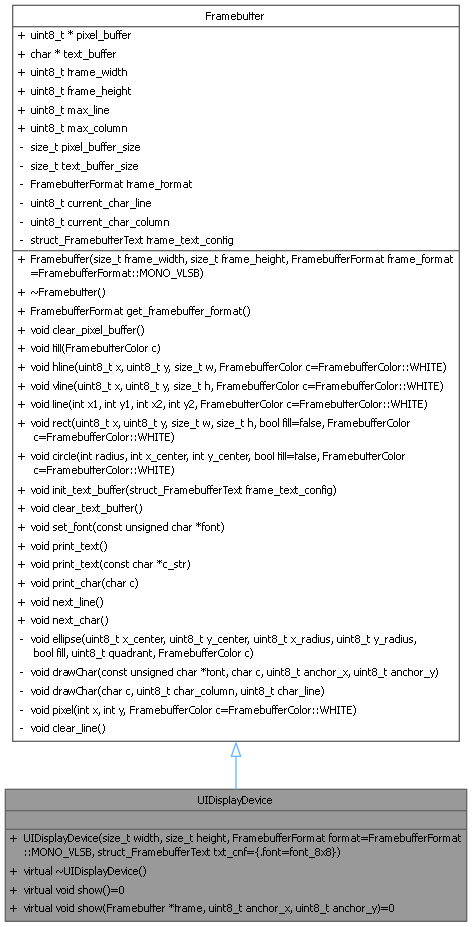 Framebuffer
+ uint8_t * pixel_buffer
+ char * text_buffer
+ uint8_t frame_width
+ uint8_t frame_height
+ uint8_t max_line
+ uint8_t max_column
- size_t pixel_buffer_size
- size_t text_buffer_size
- FramebufferFormat frame_format
- uint8_t current_char_line
- uint8_t current_char_column
- struct_FramebufferText frame_text_config
+ Framebuffer(size_t frame_width, size_t frame_height, FramebufferFormat frame_format
=FramebufferFormat::MONO_VLSB)
+ ~Framebuffer()
+ FramebufferFormat get_framebuffer_format()
+ void clear_pixel_buffer()
+ void fill(FramebufferColor c)
+ void hline(uint8_t x, uint8_t y, size_t w, FramebufferColor c=FramebufferColor::WHITE)
+ void vline(uint8_t x, uint8_t y, size_t h, FramebufferColor c=FramebufferColor::WHITE)
+ void line(int x1, int y1, int x2, int y2, FramebufferColor c=FramebufferColor::WHITE)
+ void rect(uint8_t x, uint8_t y, size_t w, size_t h, bool fill=false, FramebufferColor
c=FramebufferColor::WHITE)
+ void circle(int radius, int x_center, int y_center, bool fill=false, FramebufferColor
c=FramebufferColor::WHITE)
+ void init_text_buffer(struct_FramebufferText frame_text_config)
+ void clear_text_buffer()
+ void set_font(const unsigned char *font)
+ void print_text()
+ void print_text(const char *c_str)
+ void print_char(char c)
+ void next_line()
+ void next_char()
- void ellipse(uint8_t x_center, uint8_t y_center, uint8_t x_radius, uint8_t y_radius,
bool fill, uint8_t quadrant, FramebufferColor c)
- void drawChar(const unsigned char *font, char c, uint8_t anchor_x, uint8_t anchor_y)
- void drawChar(char c, uint8_t char_column, uint8_t char_line)
- void pixel(int x, int y, FramebufferColor c=FramebufferColor::WHITE)
- void clear_line()
UIDisplayDevice
+ UIDisplayDevice(size_t width, size_t height, FramebufferFormat format=FramebufferFormat
::MONO_VLSB, struct_FramebufferText txt_cnf={.font=font_8x8})
+ virtual ~UIDisplayDevice()
+ virtual void show()=0
+ virtual void show(Framebuffer *frame, uint8_t anchor_x, uint8_t anchor_y)=0